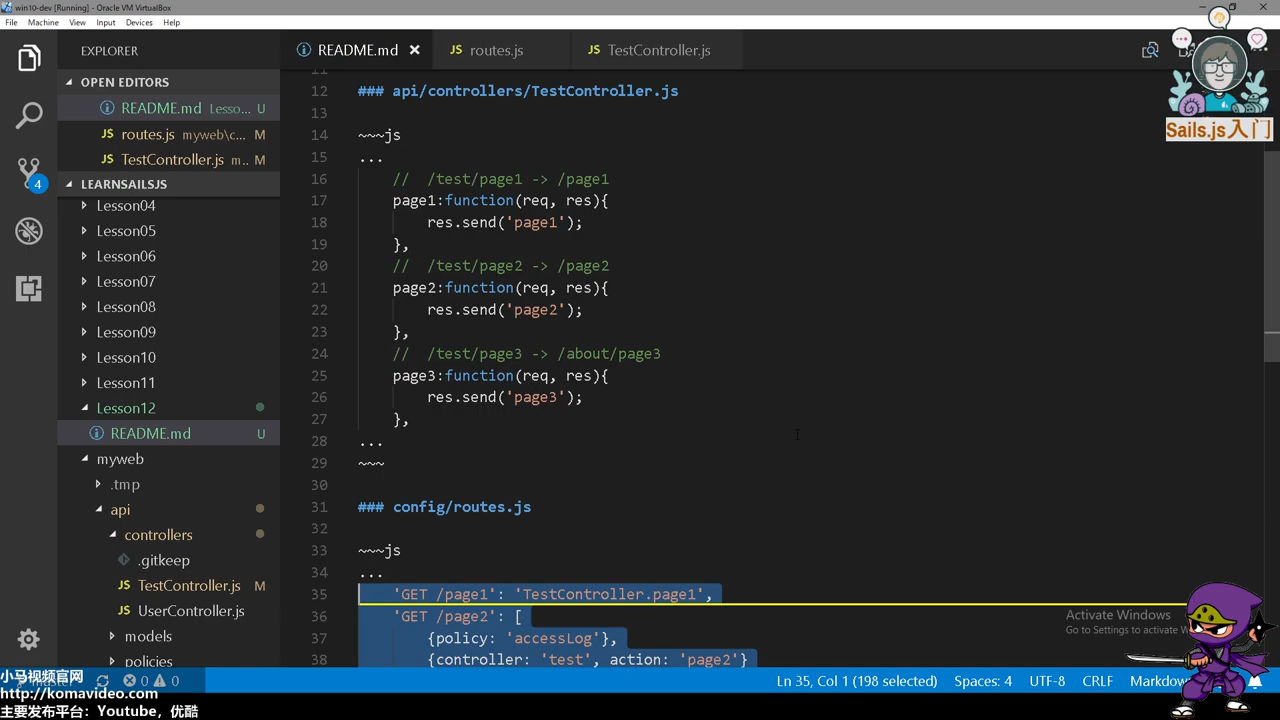 win10-dev [Running] - Oracle VM VirtualBox
File Machine View Input Devices Help
EXPLORER
README.md
routes.js
TestController.js
OPEN EDITORS
README.md Lesso... U
routes.js myweb\c... M
TestController.js m... M
LEARNSAILSJS
Lesson04
Lesson05
Lesson06
Lesson07
Lesson08
Lesson09
Lesson10
Lesson11
Lesson12
README.md U
myweb
.tmp
api
controllers
.gitkeep
TestController.js M
UserController.js
models
policies
4
11
12 ### api/controllers/TestController.js
13
14 ~~~js
15 ...
16 // /test/page1 -> /page1
17 page1:function(req, res){
18 res.send('page1');
19 },
20 // /test/page2 -> /page2
21 page2:function(req, res){
22 res.send('page2');
23 },
24 // /test/page3 -> /about/page3
25 page3:function(req, res){
26 res.send('page3');
27 },
28 ...
29 ~~~
30
31 ### config/routes.js
32
33 ~~~js
34 ...
35 'GET /page1': 'TestController.page1',
36 'GET /page2': [
37 {policy: 'accessLog'},
38 {controller: 'test', action: 'page2'}
Sails.js入门
Activate Windows
Go to Settings to activate W
0 0
Ln 35, Col 1 (198 selected) Spaces: 4 UTF-8 CRLF Markdow
小马视频官网
http://komavideo.com
主要发布平台：Youtube，优酷